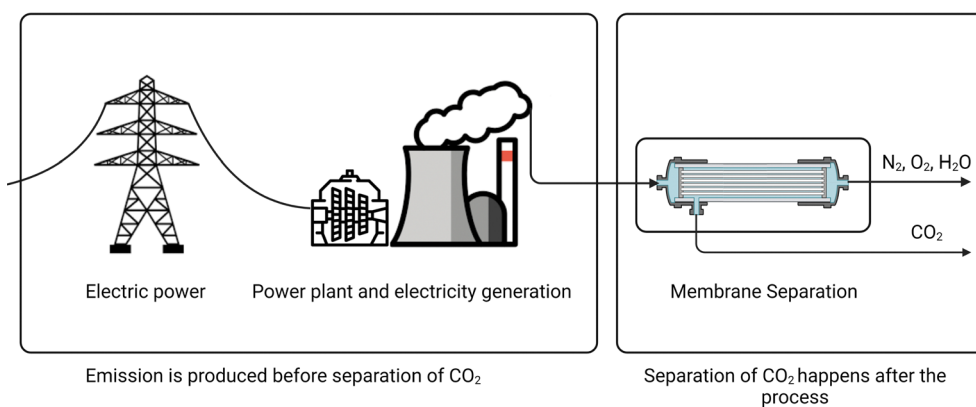 N₂, O₂, H₂O
CO₂
Electric power
Power plant and electricity generation
Membrane Separation
Emission is produced before separation of CO₂
Separation of CO₂ happens after the
process